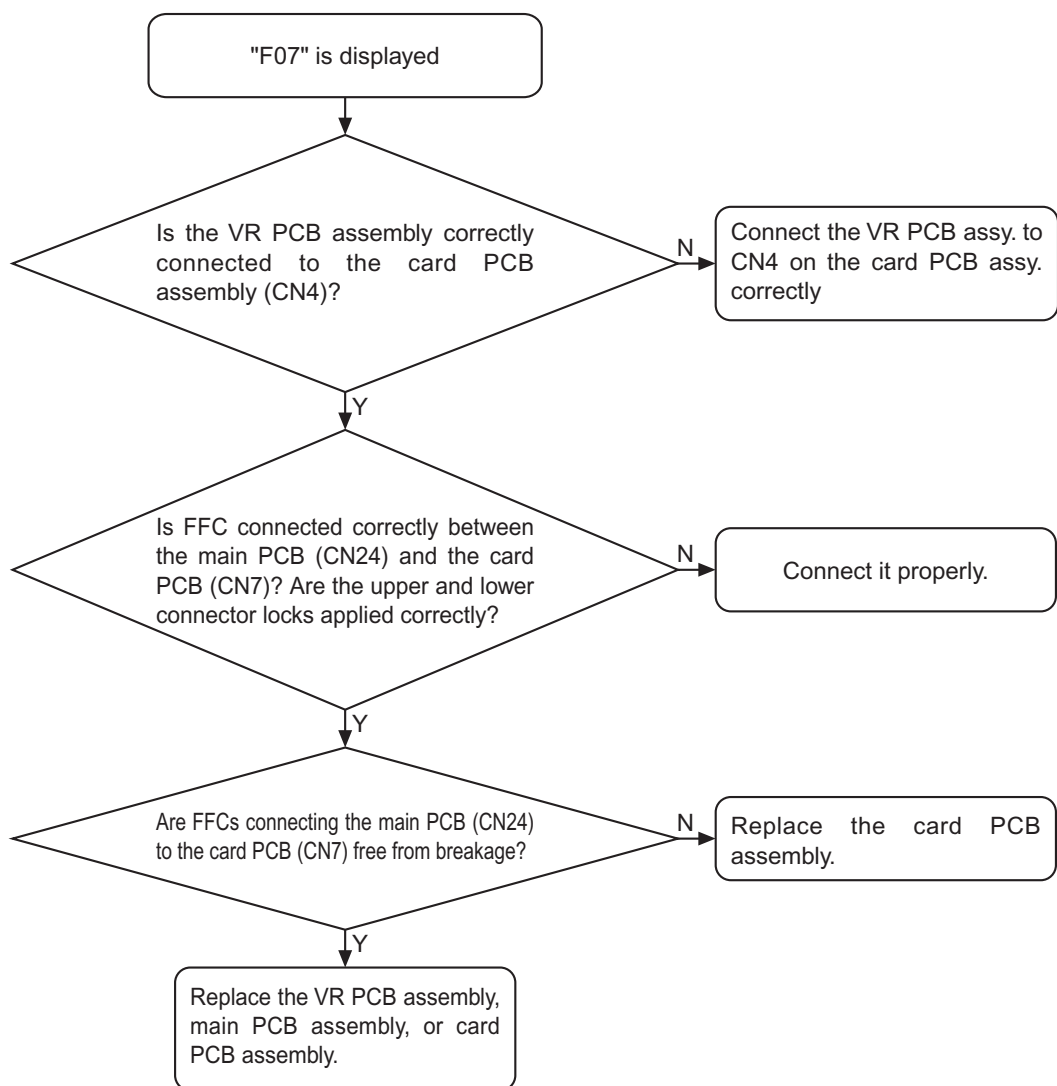 "F07" is displayed
Is the VR PCB assembly correctly
connected to the card PCB
assembly (CN4)?
N
Connect the VR PCB assy. to
CN4 on the card PCB assy.
correctly
Y
Is FFC connected correctly between
the main PCB (CN24) and the card
PCB (CN7)? Are the upper and lower
connector locks applied correctly?
N
Connect it properly.
Y
Are FFCs connecting the main PCB (CN24)
to the card PCB (CN7) free from breakage?
N
Replace the card PCB
assembly.
Y
Replace the VR PCB assembly,
main PCB assembly, or card
PCB assembly.